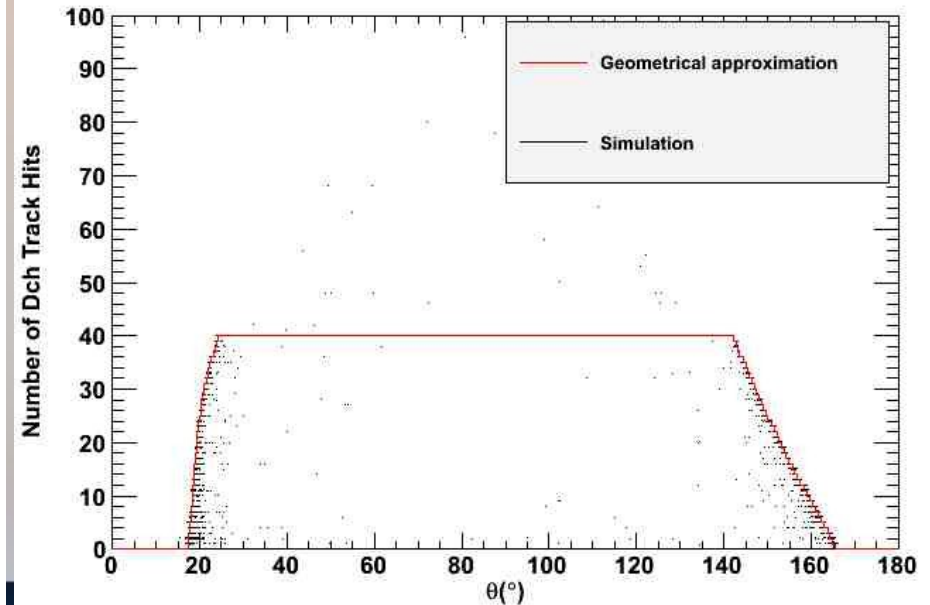 100
90
80
70
60
50
40
30
20
10
0
Number of Dch Track Hits
Geometrical approximation
Simulation
0 20 40 60 80 100 120 140 160 180
θ(°)